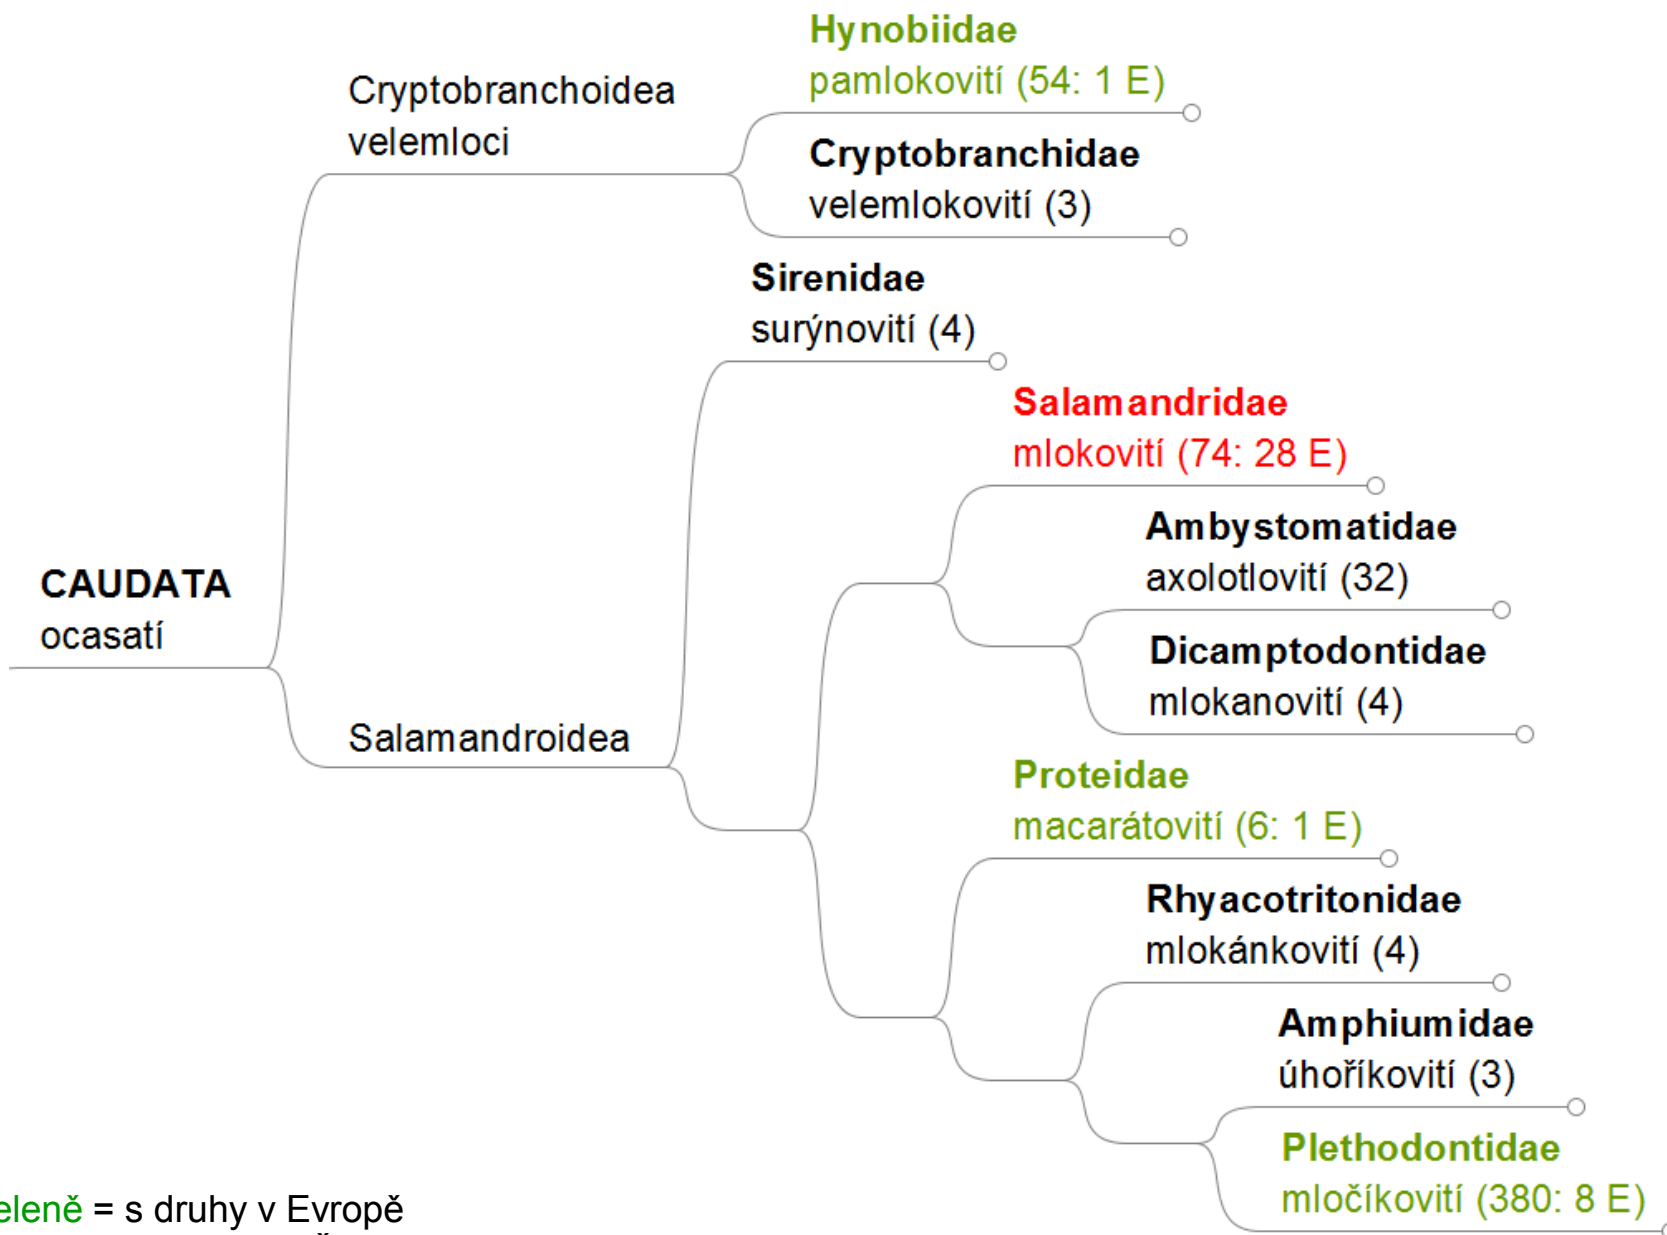 Hynobiidae
pamlokovití (54: 1 E)
Cryptobranchoidea
velemloci
Cryptobranchidae
velemlokovití (3)
Sirenidae
surýnovití (4)
Salamandridae
mlokovití (74: 28 E)
Ambystomatidae
axolotlovití (32)
CAUDATA
ocasatí
Dicamptodontidae
mlokanovití (4)
Salamandroidea
Proteidae
macarátovití (6: 1 E)
Rhyacotritonidae
mlokánkovití (4)
Amphiumidae
úhoříkovití (3)
Plethodontidae
mločíkovití (380: 8 E)
eleně = s druhy v Evropě